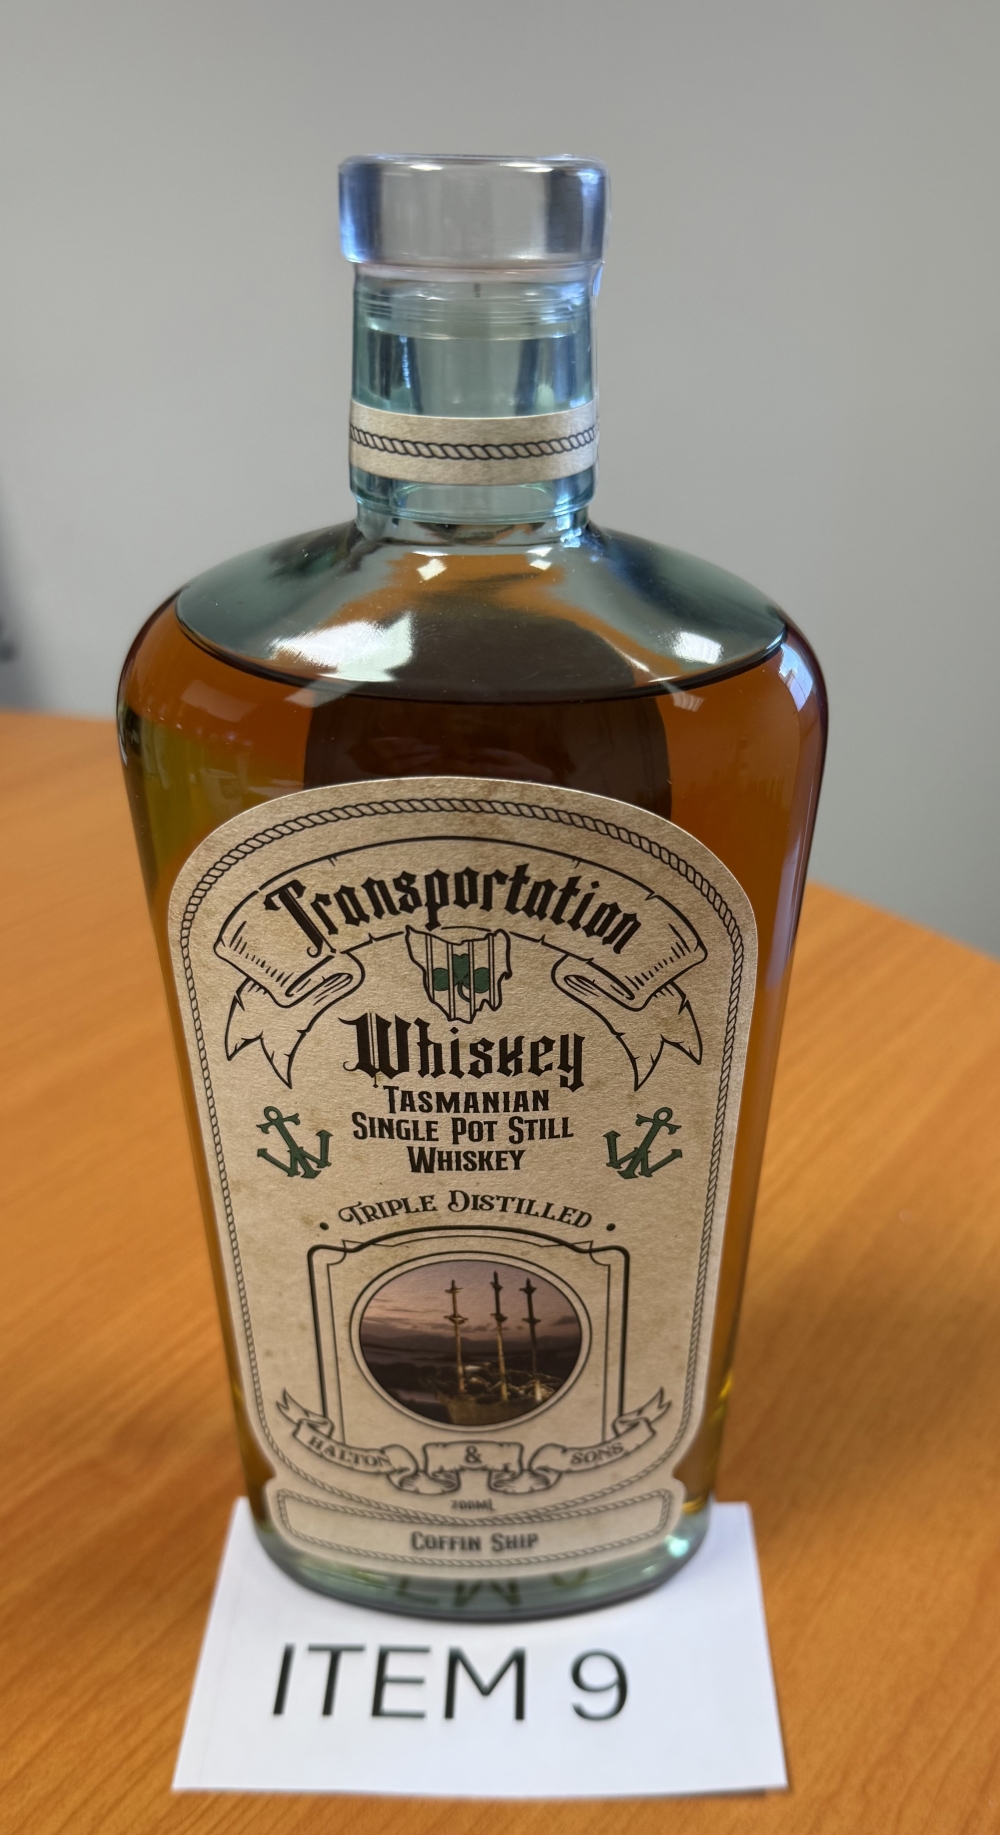 Transportation
Whiskey
TASMANIAN
SINGLE POT STILL
WHISKEY
• TRIPLE DISTILLED •
HALTON & SONS
700ML
COFFIN SHIP
ITEM 9